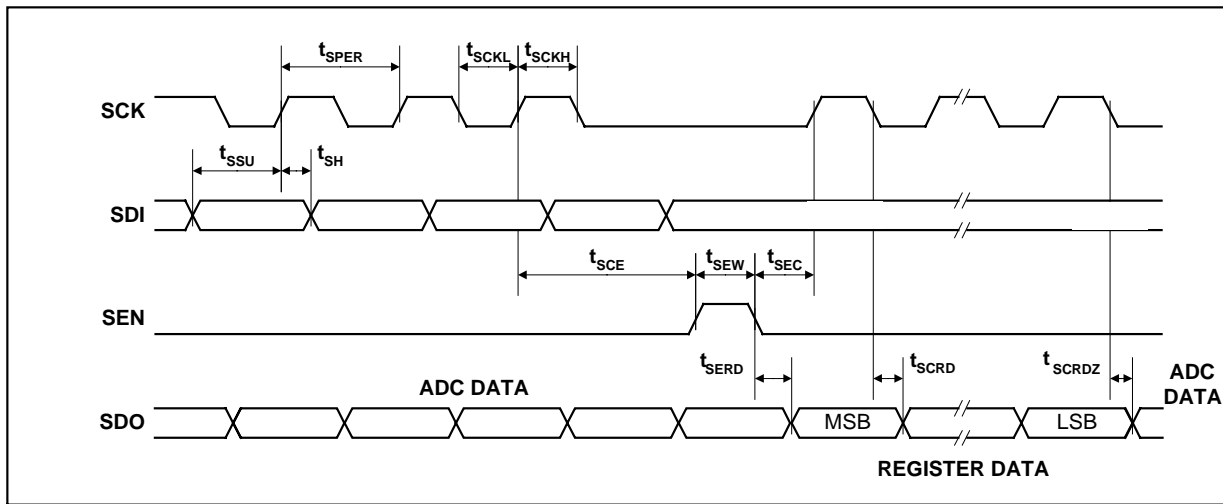 tSPER
tSCKL tSCKH
SCK
tSSU tSH
SDI
tSCE tSEW tSEC
SEN
tSERD tSCRD tSCRDZ
ADC DATA
ADC
DATA
SDO
MSB
LSB
REGISTER DATA